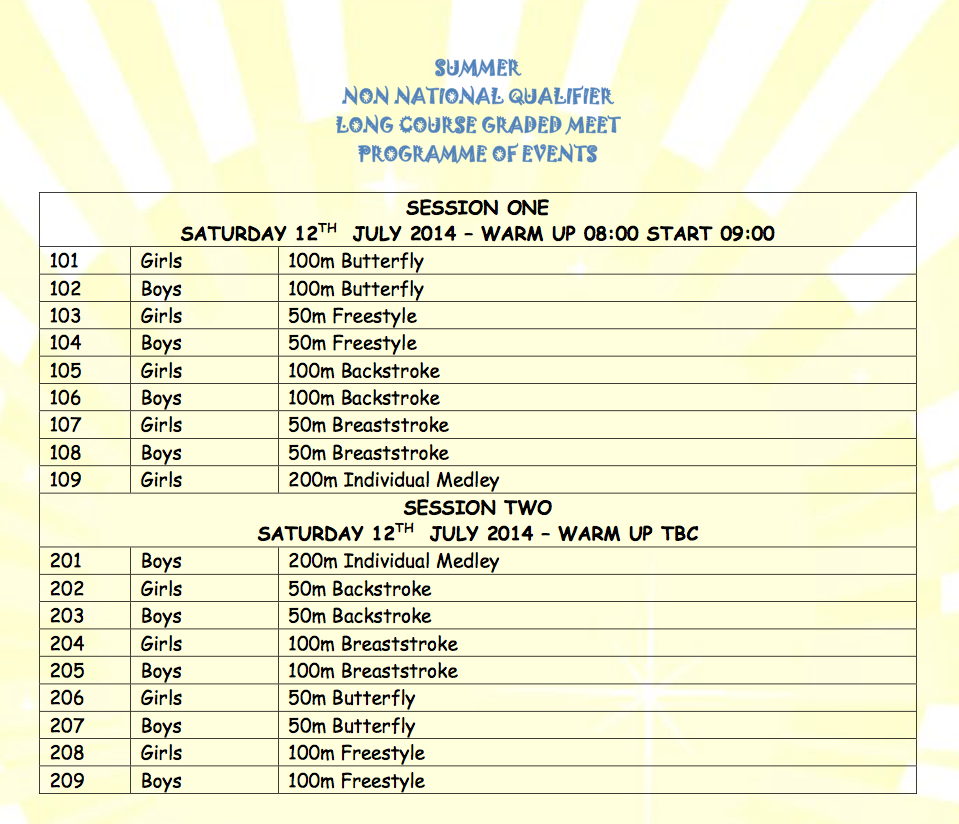 SUMMER
NON NATIONAL QUALIFIER
LONG COURSE GRADED MEET
PROGRAMME OF EVENTS
SESSION ONE
SATURDAY 12TH JULY 2014 – WARM UP 08:00 START 09:00
101 Girls 100m Butterfly
102 Boys 100m Butterfly
103 Girls 50m Freestyle
104 Boys 50m Freestyle
105 Girls 100m Backstroke
106 Boys 100m Backstroke
107 Girls 50m Breaststroke
108 Boys 50m Breaststroke
109 Girls 200m Individual Medley
SESSION TWO
SATURDAY 12TH JULY 2014 – WARM UP TBC
201 Boys 200m Individual Medley
202 Girls 50m Backstroke
203 Boys 50m Backstroke
204 Girls 100m Breaststroke
205 Boys 100m Breaststroke
206 Girls 50m Butterfly
207 Boys 50m Butterfly
208 Girls 100m Freestyle
209 Boys 100m Freestyle